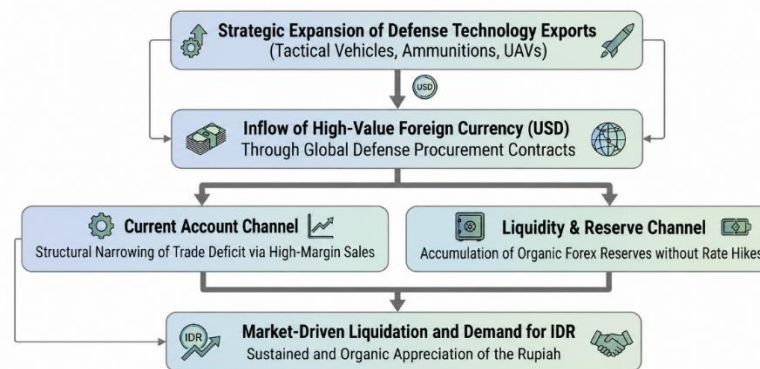 Strategic Expansion of Defense Technology Exports
(Tactical Vehicles, Ammunitions, UAVs)
USD
Inflow of High-Value Foreign Currency (USD)
Through Global Defense Procurement Contracts
Current Account Channel
Structural Narrowing of Trade Deficit via High-Margin Sales
Liquidity & Reserve Channel
Accumulation of Organic Forex Reserves without Rate Hikes
IDR
Market-Driven Liquidation and Demand for IDR
Sustained and Organic Appreciation of the Rupiah